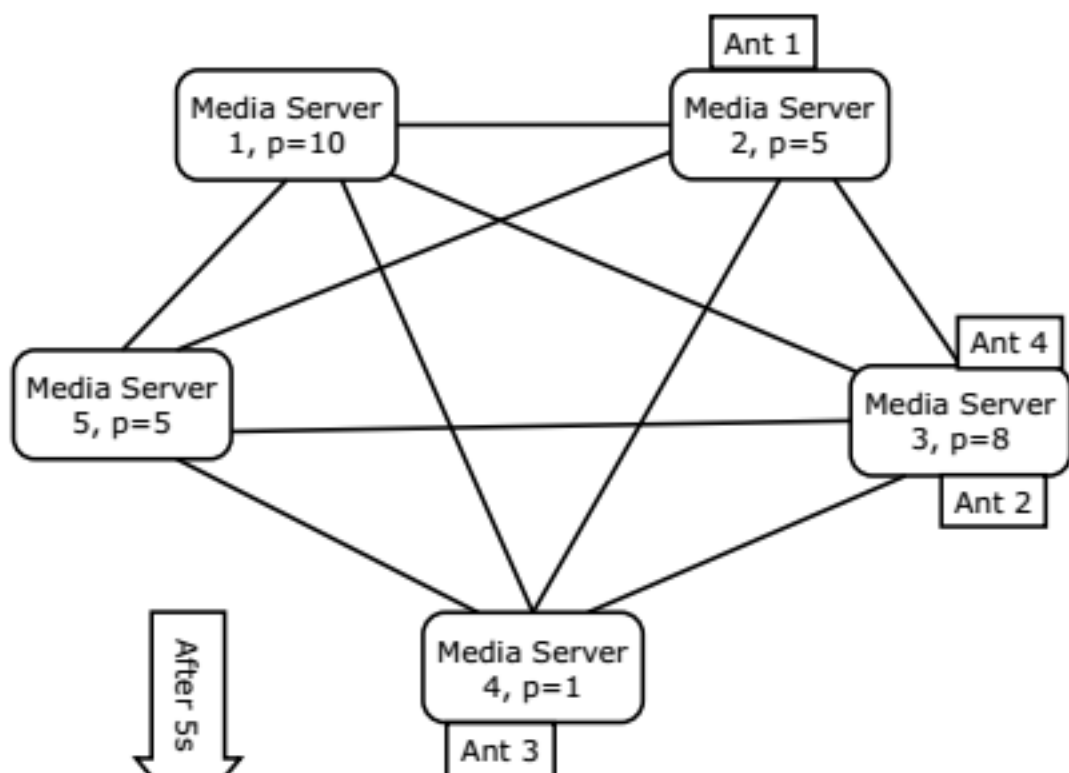 Ant 1
Media Server
1, p=10
Media Server
2, p=5
Ant 4
Media Server
5, p=5
Media Server
3, p=8
Ant 2
Media Server
4, p=1
After 5s
Ant 3